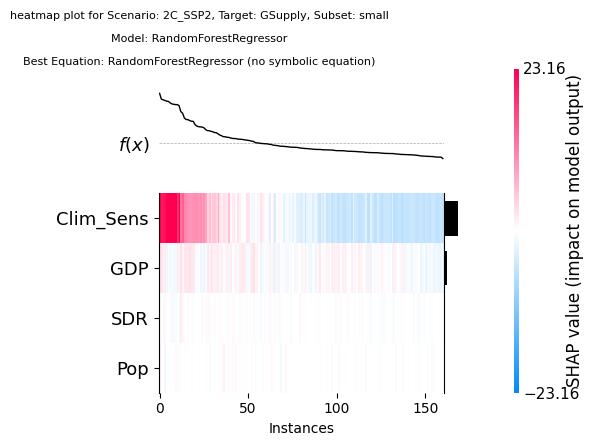 heatmap plot for Scenario: 2C_SSP2, Target: GSupply, Subset: small
Model: RandomForestRegressor
Best Equation: RandomForestRegressor (no symbolic equation)
f(x)
Clim_Sens
GDP
SDR
Pop
0 50 100 150
Instances
23.16
−23.16
SHAP value (impact on model output)